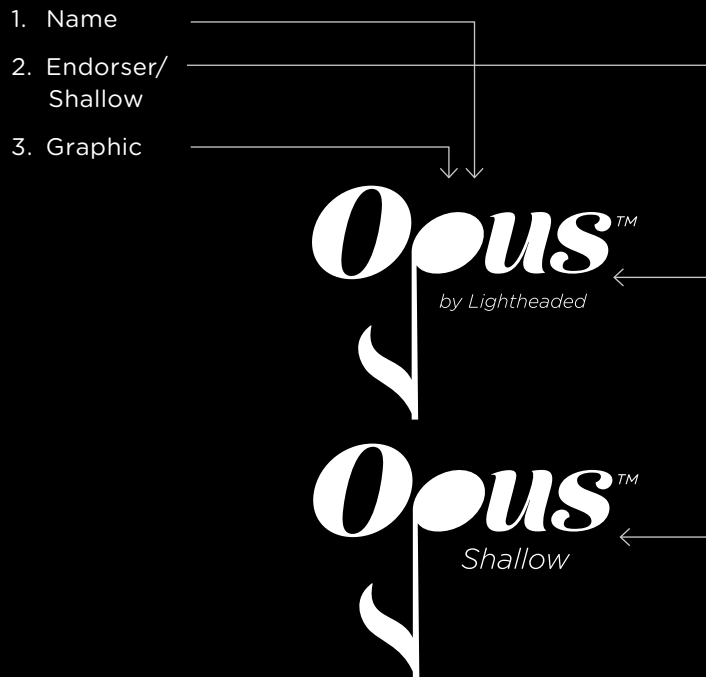 1. Name
2. Endorser/
Shallow
3. Graphic
Opus™
by Lightheaded
Opus™
Shallow